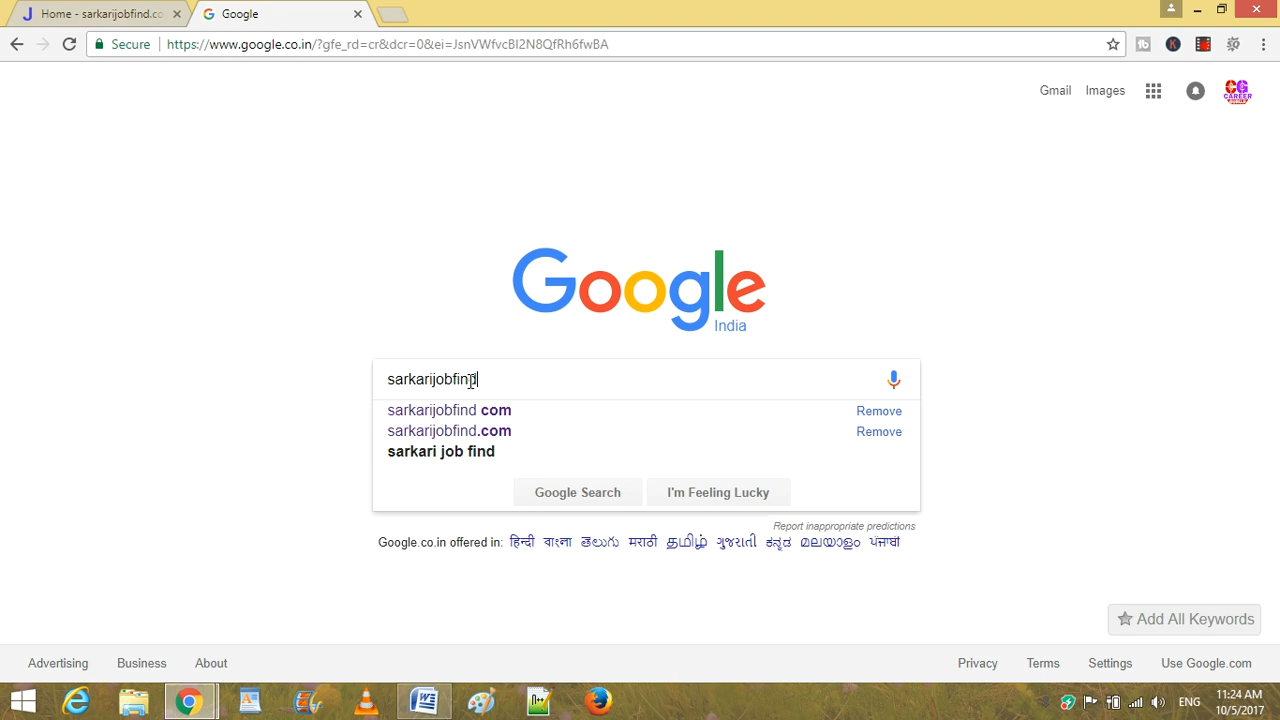 Home - sarkarijobfind.co
Google
Secure
https://www.google.co.in/?gfe_rd=cr&dcr=0&ei=JsnVWfvcBI2N8QfRh6fwBA
Gmail
Images
CG
CAREER
Google
India
sarkarijobfind
sarkarijobfind com
Remove
sarkarijobfind.com
Remove
sarkari job find
Google Search
I'm Feeling Lucky
Report inappropriate predictions
Google.co.in offered in: हिन्दी বাংলা తెలుగు मराठी தமிழ் ગુજરાતી ಕನ್ನಡ മലയാളം ਪੰਜਾਬੀ
Add All Keywords
Advertising
Business
About
Privacy
Terms
Settings
Use Google.com
ENG
11:24 AM
10/5/2017